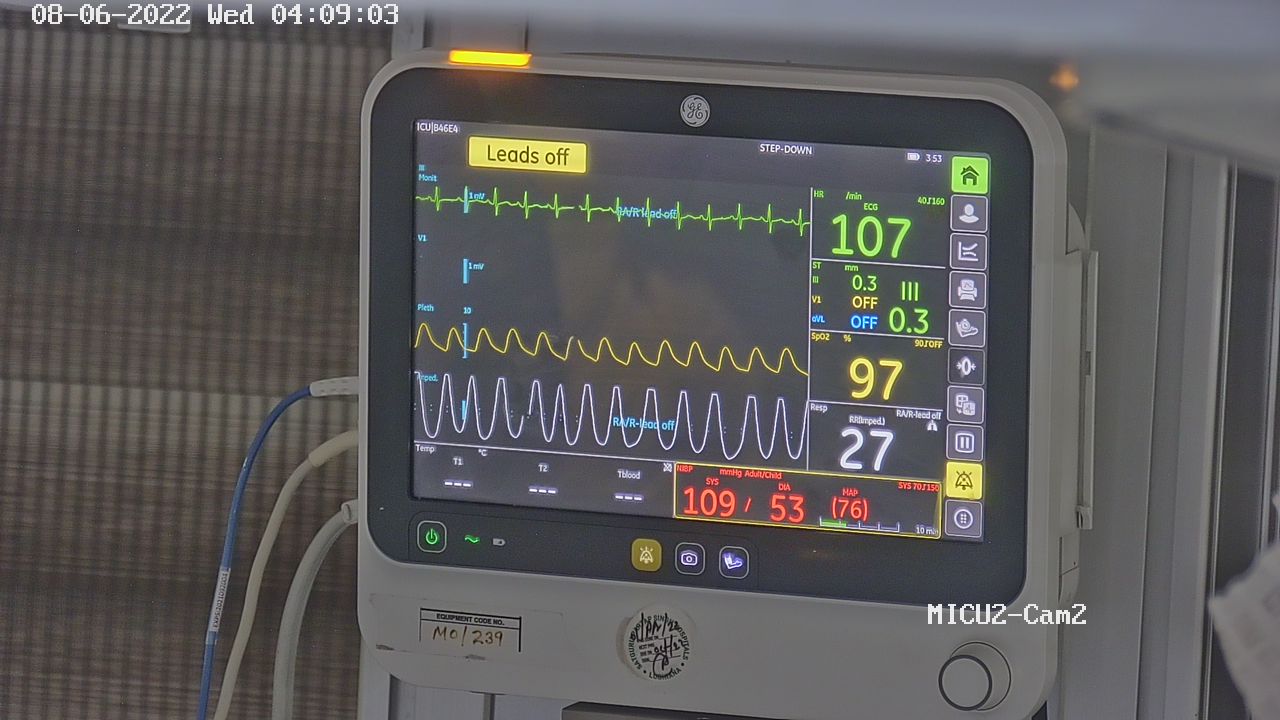 08-06-2022 Wed 04:09:03
GE
ICU|B46E4
Leads off
STEP-DOWN
3:53
III
Monit
1 mV
RA/R lead off
V1
1 mV
Pleth
10
Imped.
RA/R-lead off
HR
/min
40 160
ECG
107
ST
mm
III
0.3
III
V1
OFF
aVL
OFF
0.3
SpO2
%
90 OFF
97
Resp
RR(Imped.)
RA/R-lead off
27
Temp
°C
T1
---
T2
---
Tblood
---
NIBP
mmHg Adult/Child
SYS
DIA
MAP
SYS 70 150
109 / 53 (76)
10 min
EQUIPMENT CODE NO.
MO/239
MICU2-Cam2
LUDHIANA